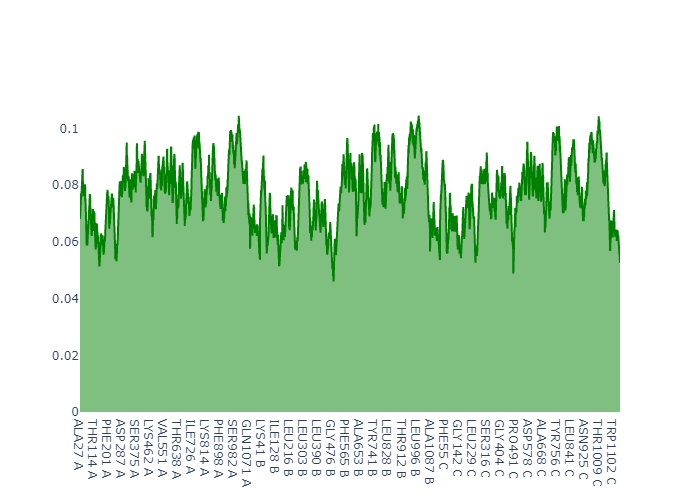 0.1
0.08
0.06
0.04
0.02
0
ALA27 A
THR114 A
PHE201 A
ASP287 A
SER375 A
LYS462 A
VAL551 A
THR638 A
ILE726 A
LYS814 A
PHE898 A
SER982 A
GLN1071 A
LYS41 B
ILE128 B
LEU216 B
LEU303 B
LEU390 B
GLY476 B
PHE565 B
ALA653 B
TYR741 B
LEU828 B
THR912 B
LEU996 B
ALA1087 B
PHE55 C
GLY142 C
LEU229 C
SER316 C
GLY404 C
PRO491 C
ASP578 C
ALA668 C
TYR756 C
LEU841 C
ASN925 C
THR1009 C
TRP1102 C